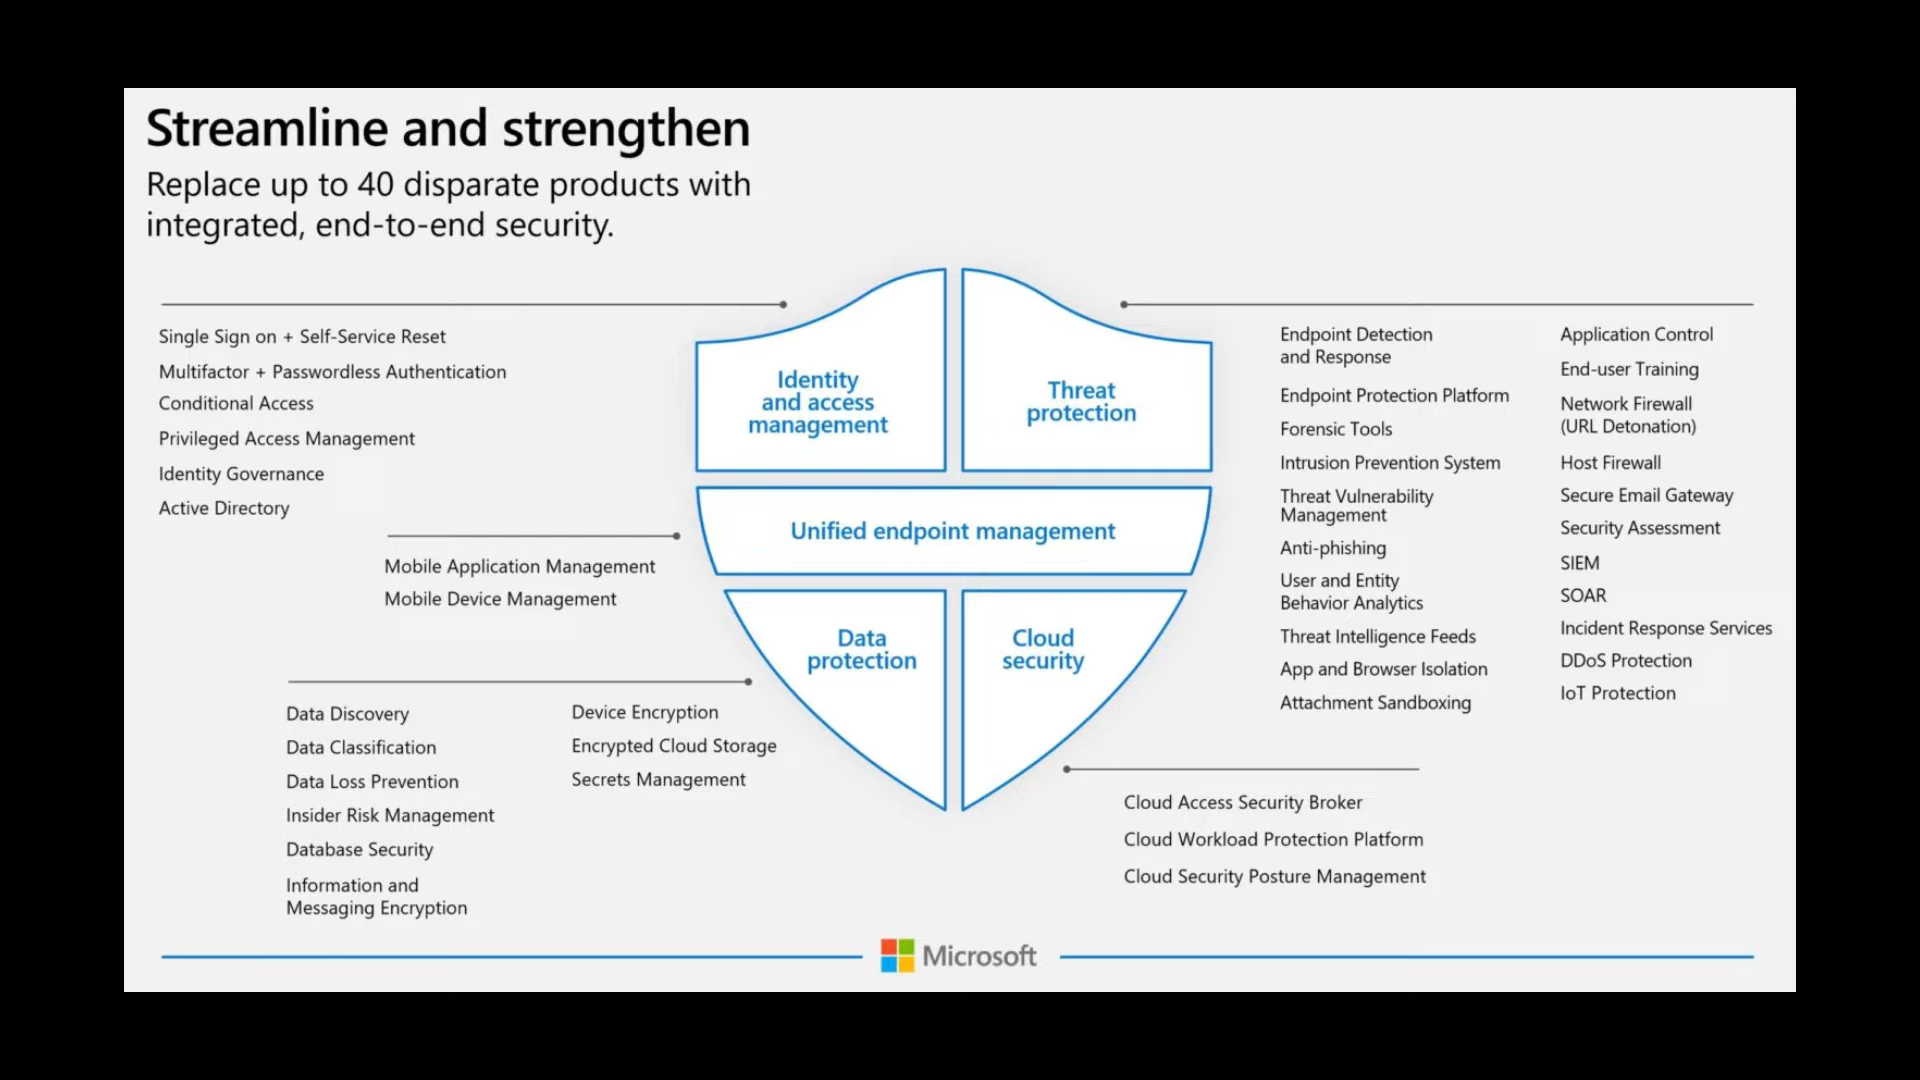 Streamline and strengthen
Replace up to 40 disparate products with
integrated, end-to-end security.
Single Sign on + Self-Service Reset
Multifactor + Passwordless Authentication
Conditional Access
Privileged Access Management
Identity Governance
Active Directory
Identity
and access
management
Threat
protection
Endpoint Detection
and Response
Endpoint Protection Platform
Forensic Tools
Intrusion Prevention System
Threat Vulnerability
Management
Anti-phishing
User and Entity
Behavior Analytics
Threat Intelligence Feeds
App and Browser Isolation
Attachment Sandboxing
Application Control
End-user Training
Network Firewall
(URL Detonation)
Host Firewall
Secure Email Gateway
Security Assessment
SIEM
SOAR
Incident Response Services
DDoS Protection
IoT Protection
Mobile Application Management
Mobile Device Management
Unified endpoint management
Data
protection
Cloud
security
Data Discovery
Data Classification
Data Loss Prevention
Insider Risk Management
Database Security
Information and
Messaging Encryption
Device Encryption
Encrypted Cloud Storage
Secrets Management
Cloud Access Security Broker
Cloud Workload Protection Platform
Cloud Security Posture Management
Microsoft